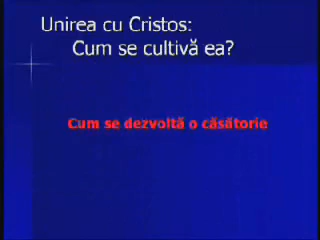 Unirea cu Cristos:
Cum se cultivă ea?
Cum se dezvoltă o căsătorie